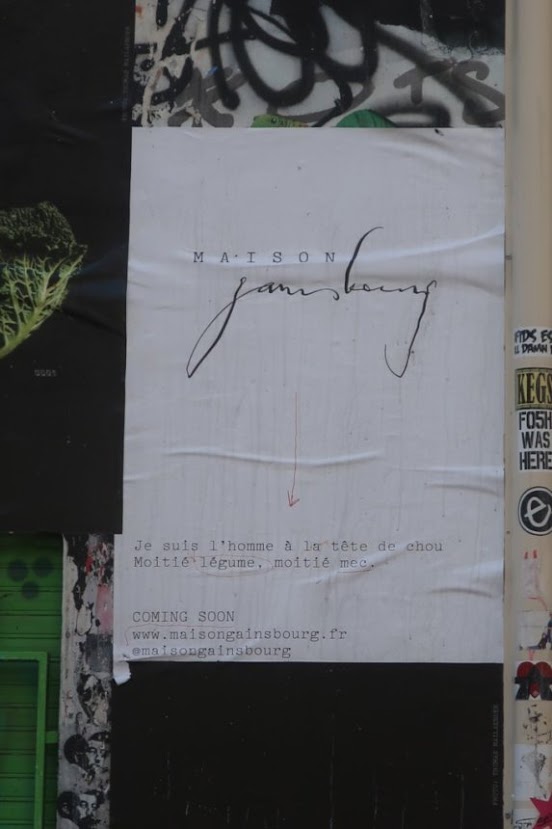 MAISON
gainsbourg
Je suis l'homme à la tête de chou
Moitié légume, moitié mec.
COMING SOON
www.maisongainsbourg.fr
@maisongainsbourg
KEGS
FOSH
WAS
HERE